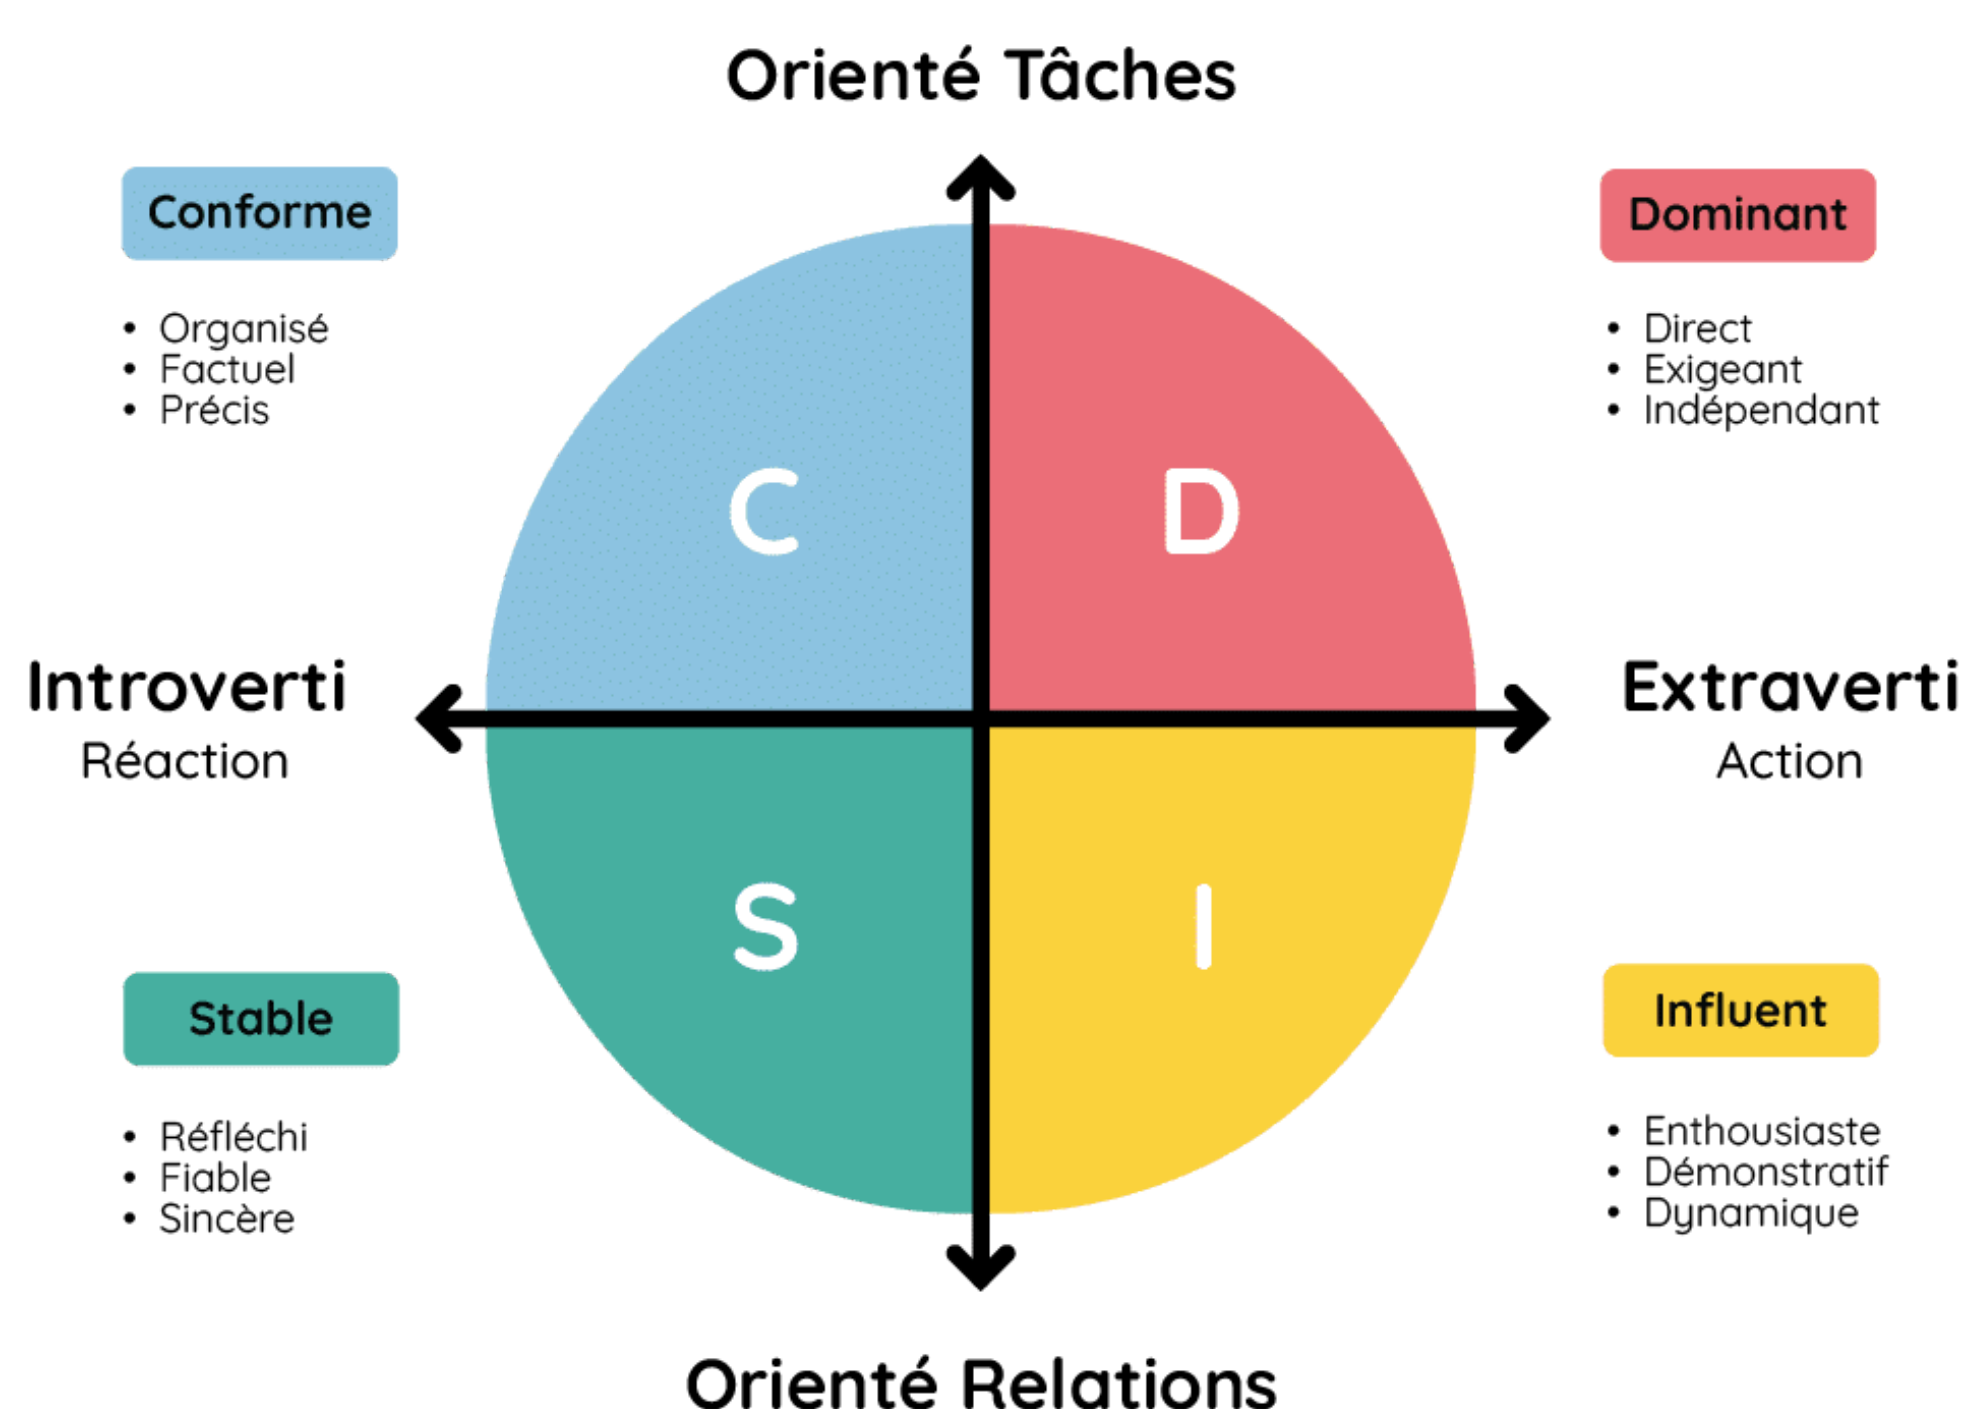 Orienté Tâches
Conforme
• Organisé
• Factuel
• Précis
Dominant
• Direct
• Exigeant
• Indépendant
C
D
Introverti
Réaction
Extraverti
Action
S
I
Stable
• Réfléchi
• Fiable
• Sincère
Influent
• Enthousiaste
• Démonstratif
• Dynamique
Orienté Relations